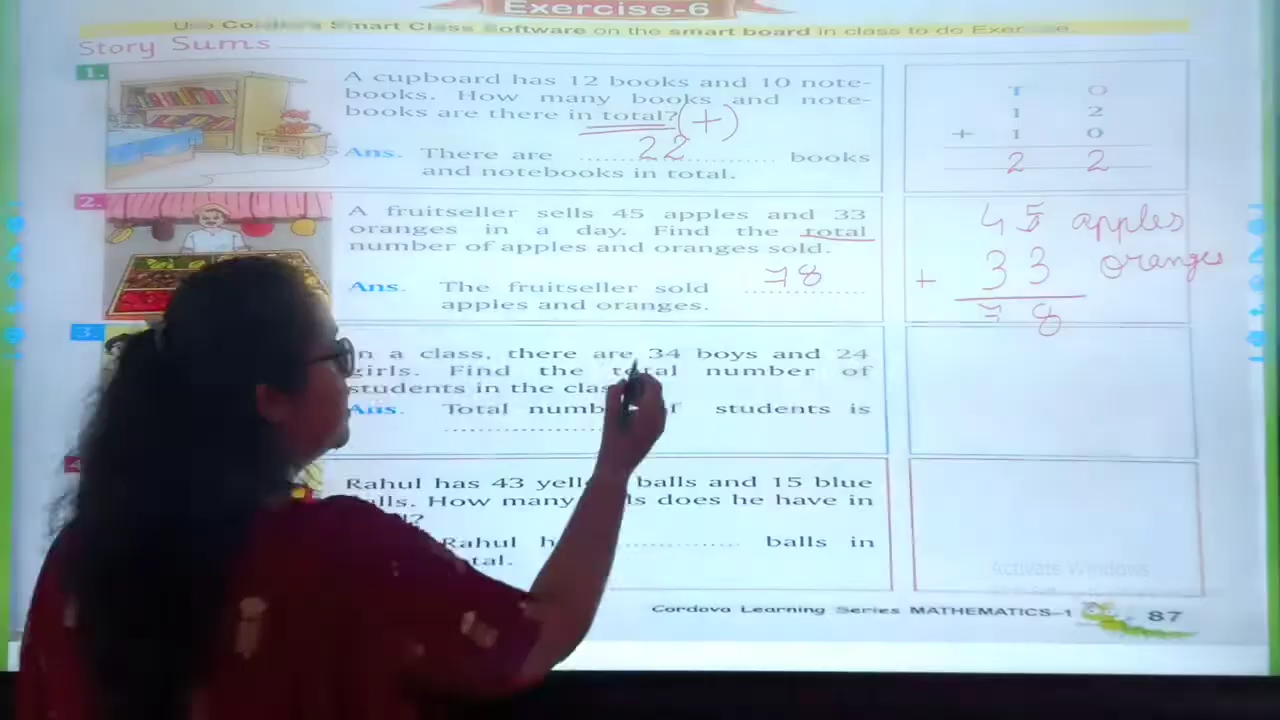 Exercise-6
Use Cordova Smart Class Software on the smart board in class to do Exercise.
Story Sums
1.
A cupboard has 12 books and 10 note-
books. How many books and note-
books are there in total? (+)
Ans. There are 22 books
and notebooks in total.
T O
1 2
+ 1 0
2 2
2.
A fruitseller sells 45 apples and 33
oranges in a day. Find the total
number of apples and oranges sold.
Ans. The fruitseller sold 78
apples and oranges.
45 apples
+ 33 oranges
78
3.
In a class, there are 34 boys and 24
girls. Find the total number of
students in the
Ans. Total of students is
Rahul has 43 balls and 15 blue
How many does he have in
Rahul balls in
Activate Windows
Cordova Learning Series MATHEMATICS-1 87